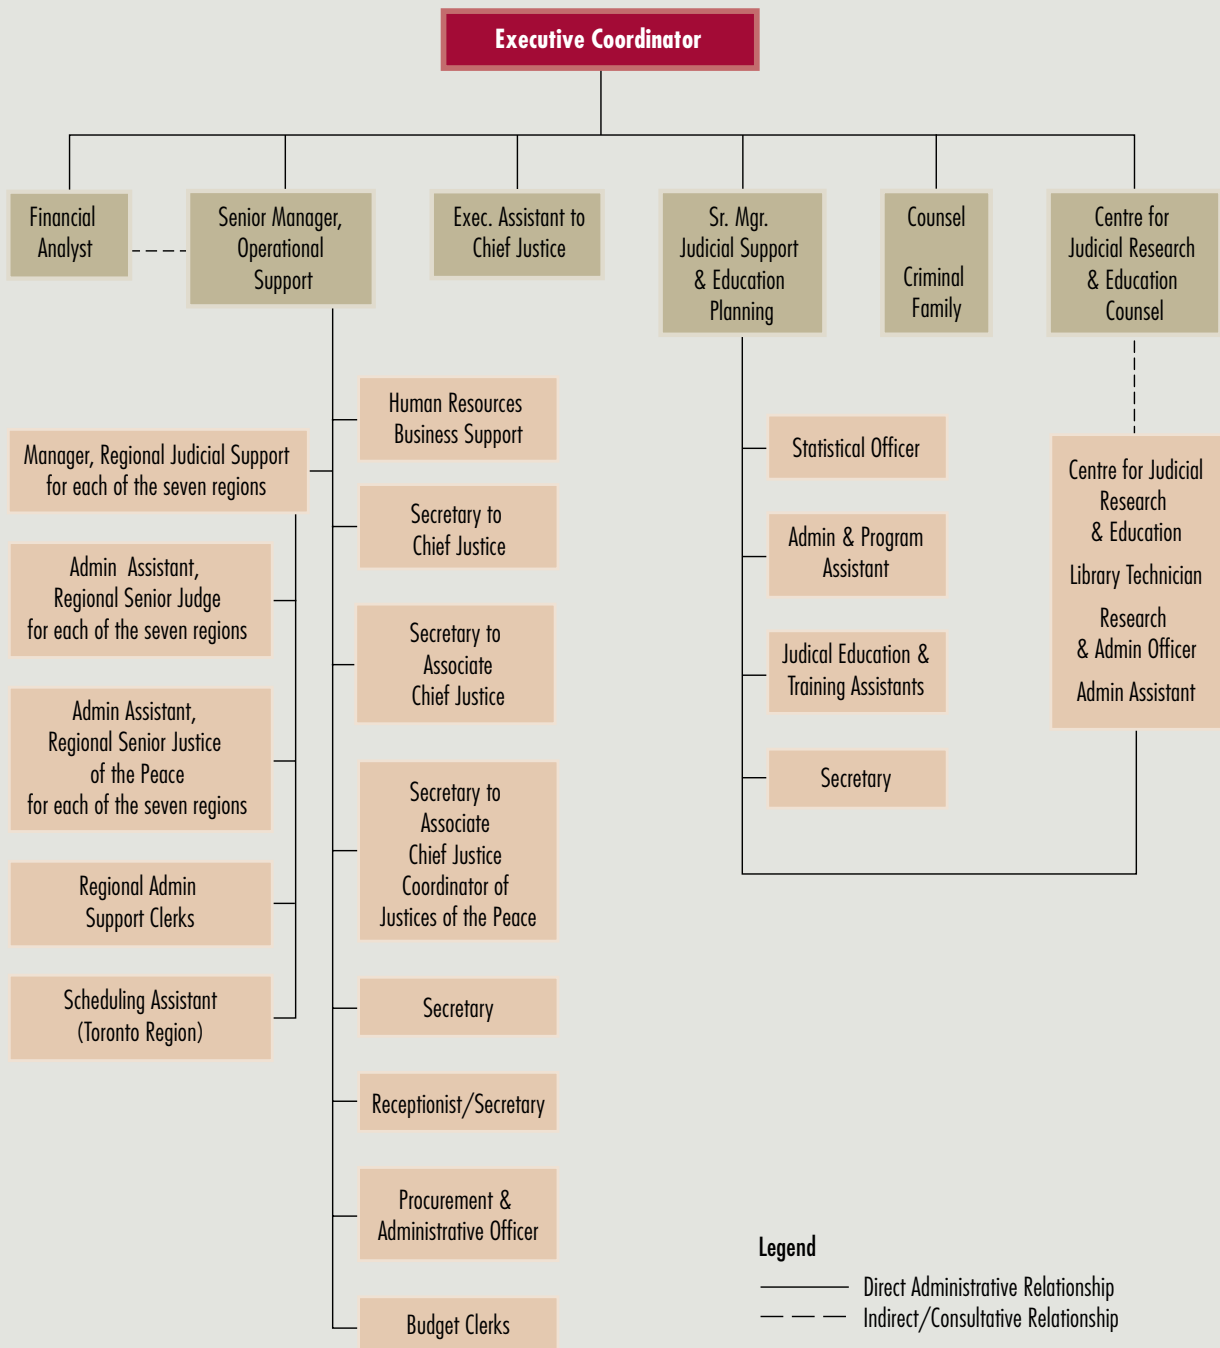 Executive Coordinator
Financial
Analyst
Senior Manager,
Operational
Support
Exec. Assistant to
Chief Justice
Sr. Mgr.
Judicial Support
& Education
Planning
Counsel
Criminal
Family
Centre for
Judicial Research
& Education
Counsel
Manager, Regional Judicial Support
for each of the seven regions
Admin Assistant,
Regional Senior Judge
for each of the seven regions
Admin Assistant,
Regional Senior Justice
of the Peace
for each of the seven regions
Regional Admin
Support Clerks
Scheduling Assistant
(Toronto Region)
Human Resources
Business Support
Secretary to
Chief Justice
Secretary to
Associate
Chief Justice
Secretary to
Associate
Chief Justice
Coordinator of
Justices of the Peace
Secretary
Receptionist/Secretary
Procurement &
Administrative Officer
Budget Clerks
Statistical Officer
Admin & Program
Assistant
Judical Education &
Training Assistants
Secretary
Centre for Judicial
Research
& Education
Library Technician
Research
& Admin Officer
Admin Assistant
Legend
Direct Administrative Relationship
Indirect/Consultative Relationship